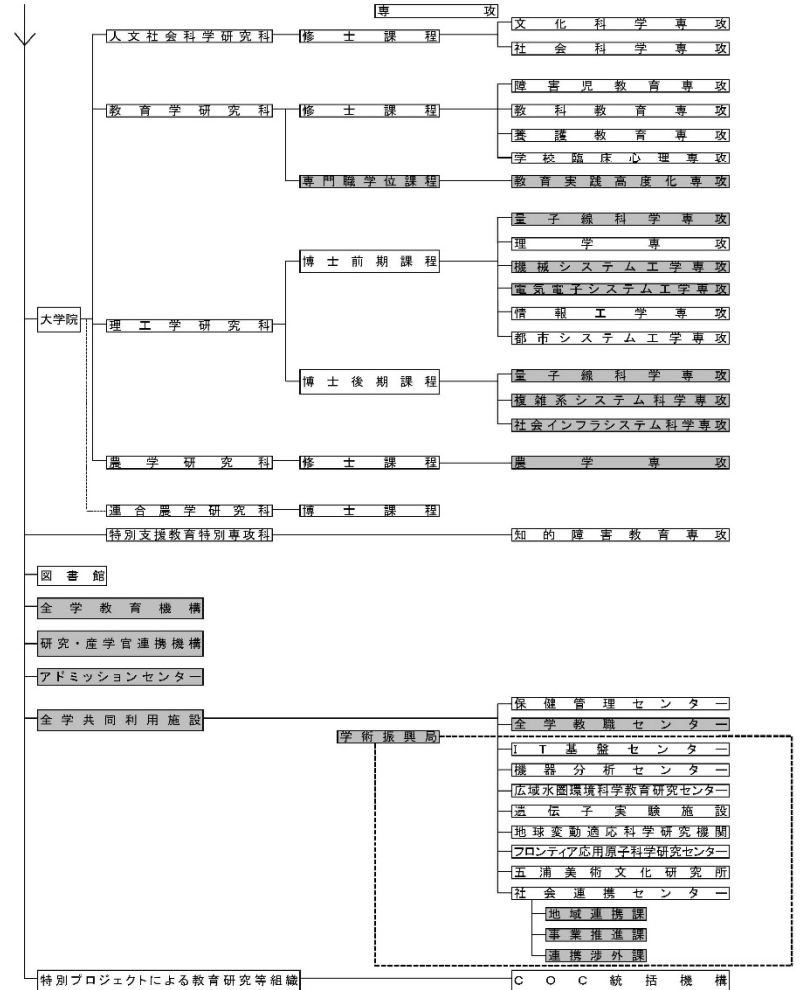 専攻
人文社会科学研究科
修士課程
文化科学専攻
社会科学専攻
教育学研究科
修士課程
障害児教育専攻
教科教育専攻
養護教育専攻
学校臨床心理専攻
専門職学位課程
教育実践高度化専攻
大学院
理工学研究科
博士前期課程
量子線科学専攻
理学専攻
機械システム工学専攻
電気電子システム工学専攻
情報工学専攻
都市システム工学専攻
博士後期課程
量子線科学専攻
複雑系システム科学専攻
社会インフラシステム科学専攻
農学研究科
修士課程
農学専攻
連合農学研究科
博士課程
特別支援教育特別専攻科
知的障害教育専攻
図書館
全学教育機構
研究・産学官連携機構
アドミッションセンター
全学共同利用施設
保健管理センター
全学教職センター
学術振興局
IT基盤センター
機器分析センター
広域水圏環境科学教育研究センター
遺伝子実験施設
地球変動適応科学研究機関
フロンティア応用原子科学研究センター
五浦美術文化研究所
社会連携センター
地域連携課
事業推進課
連携渉外課
特別プロジェクトによる教育研究等組織
COC統括機構